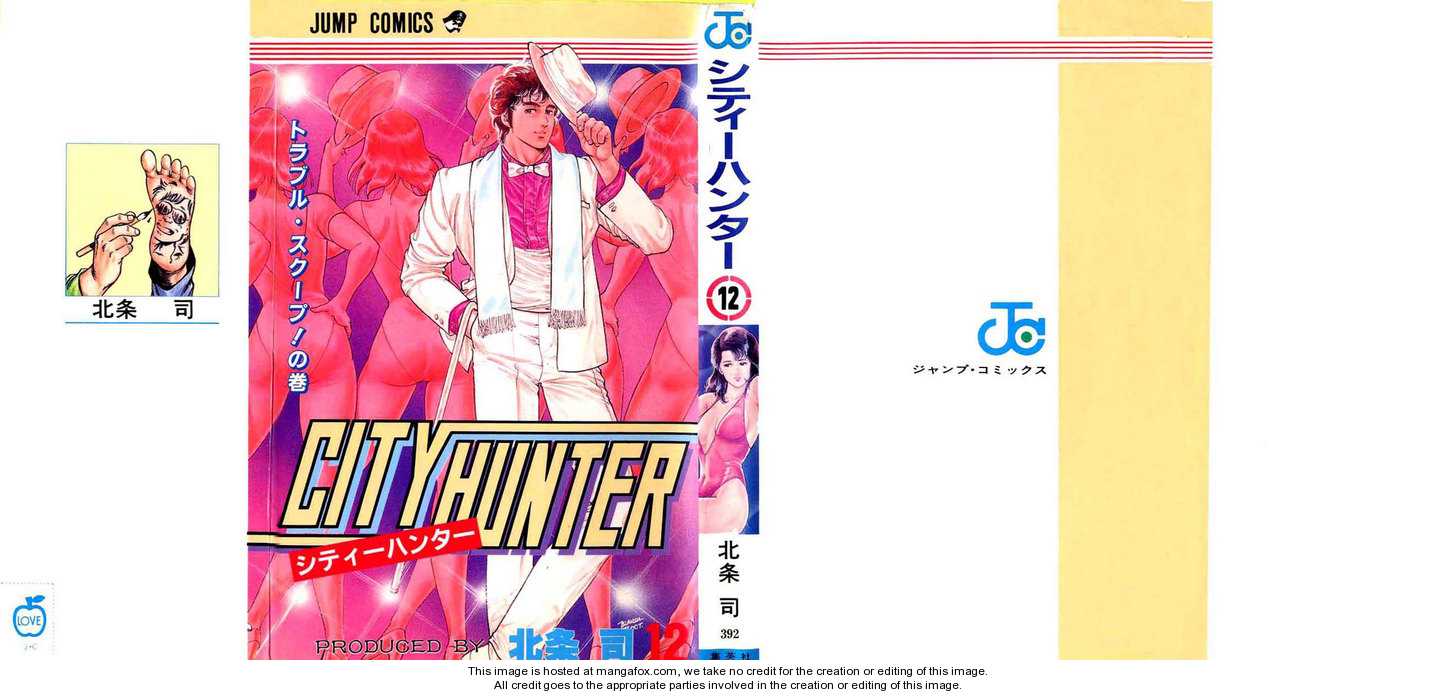 北条 司
LOVE
J・C
JUMP COMICS
トラブル・スクープ!の巻
CITY HUNTER
シティーハンター
PRODUCED BY
北条 司 12
JC
シティーハンター
12
北条 司
392
集英社
JC
ジャンプ・コミックス
This image is hosted at mangafox.com, we take no credit for the creation or editing of this image.
All credit goes to the appropriate parties involved in the creation or editing of this image.